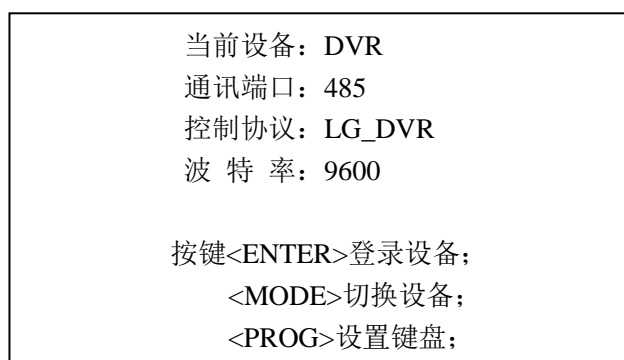 当前设备：DVR
通讯端口：485
控制协议：LG_DVR
波 特 率：9600
按键<ENTER>登录设备；
<MODE>切换设备；
<PROG>设置键盘；